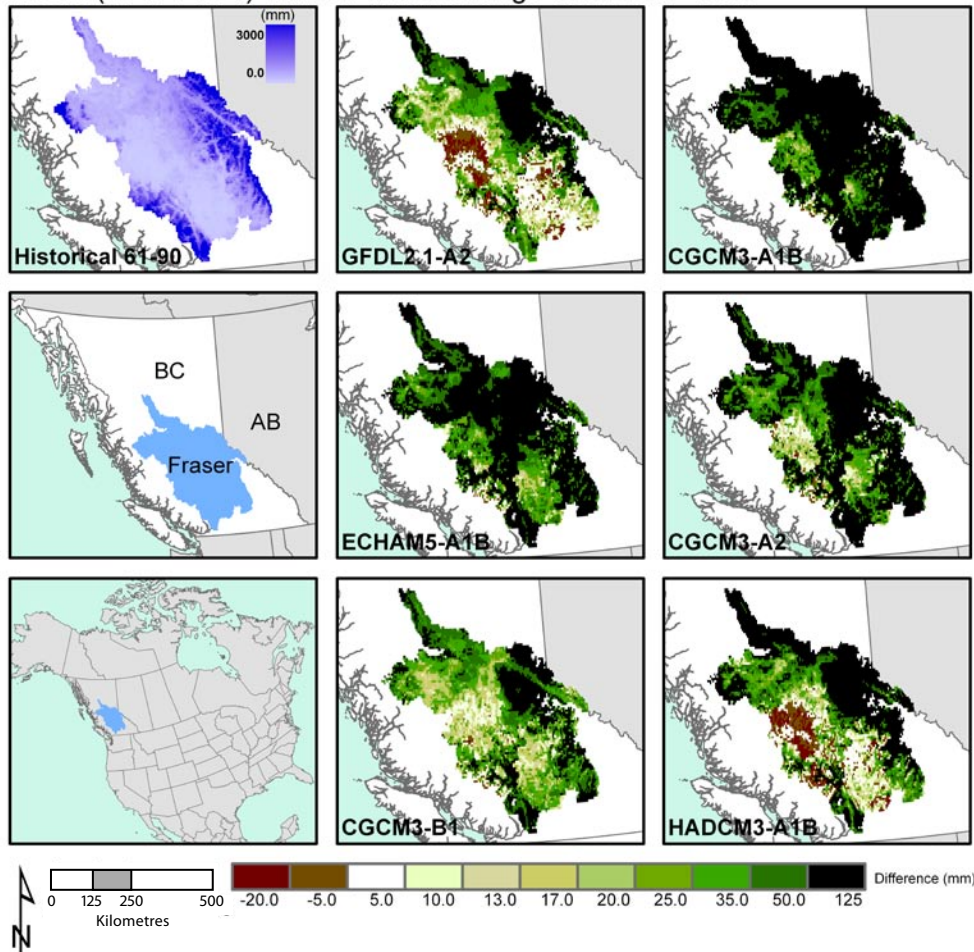 (mm)
3000
0.0
Historical 61-90
GFDL2.1-A2
CGCM3-A1B
BC
AB
Fraser
ECHAM5-A1B
CGCM3-A2
CGCM3-B1
HADCM3-A1B
0 125 250 500
Kilometres
N
-20.0 -5.0 5.0 10.0 13.0 17.0 20.0 25.0 35.0 50.0 125
Difference (mm)